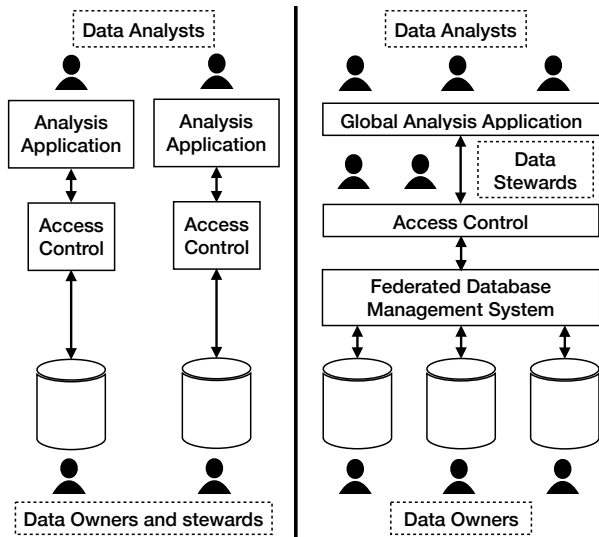 Data Analysts
Analysis
Application
Analysis
Application
Access
Control
Access
Control
Data Owners and stewards
Data Analysts
Global Analysis Application
Data
Stewards
Access Control
Federated Database
Management System
Data Owners